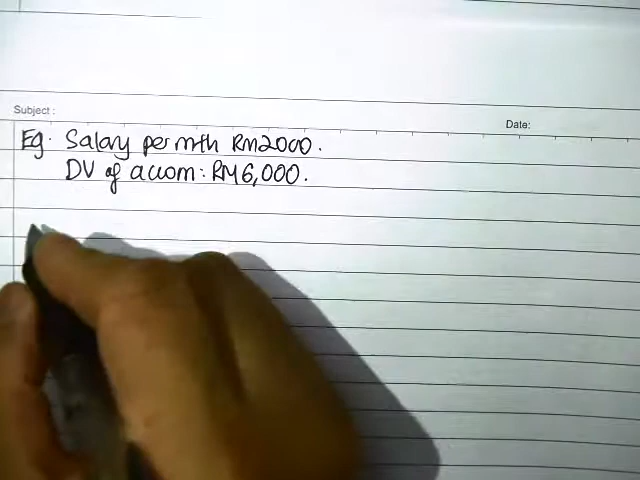 Subject :
Date:
Eg. Salary per mth RM2000.
DV of accom: RM6,000.